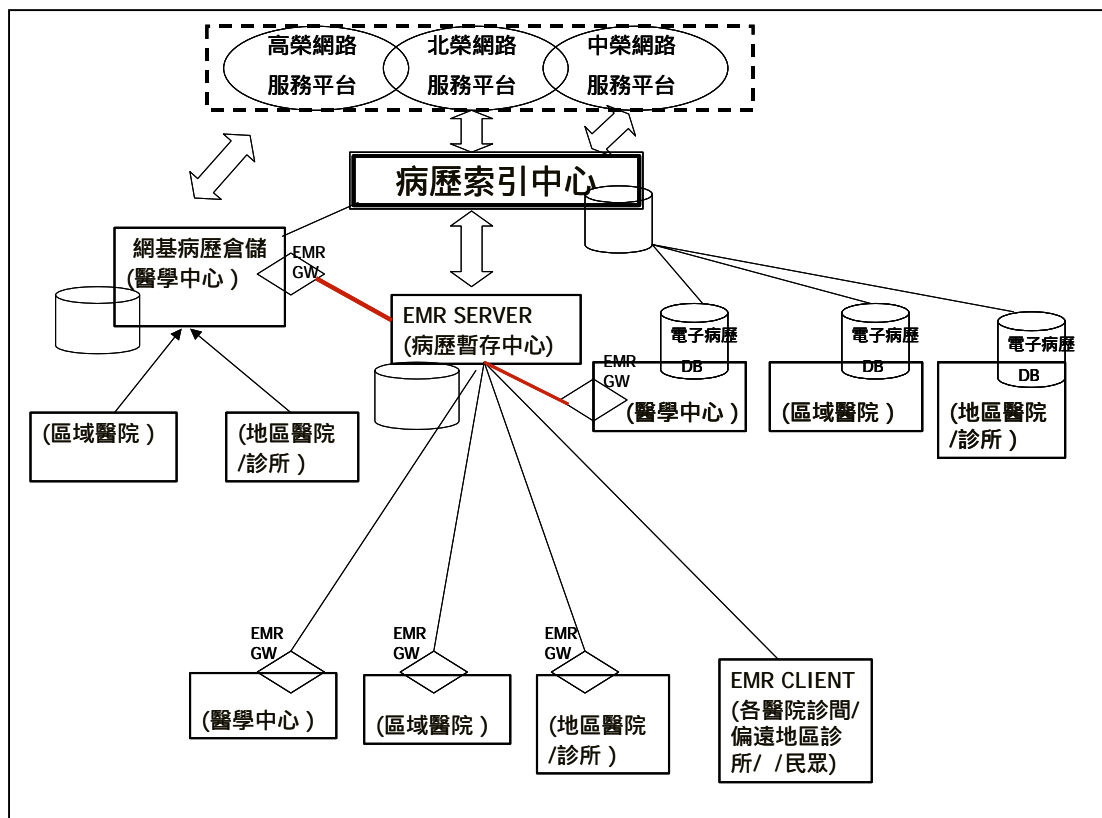 高榮網路
服務平台
北榮網路
服務平台
中榮網路
服務平台
病歷索引中心
網基病歷倉儲
(醫學中心 )
EMR
GW
EMR SERVER
(病歷暫存中心)
電子病歷
DB
電子病歷
DB
電子病歷
DB
EMR
GW
(醫學中心 )
(區域醫院 )
(地區醫院
/診所 )
(區域醫院 )
(地區醫院
/診所 )
EMR
GW
(醫學中心 )
EMR
GW
(區域醫院 )
EMR
GW
(地區醫院
/診所 )
EMR CLIENT
(各醫院診間/
偏遠地區診
所/ /民眾)